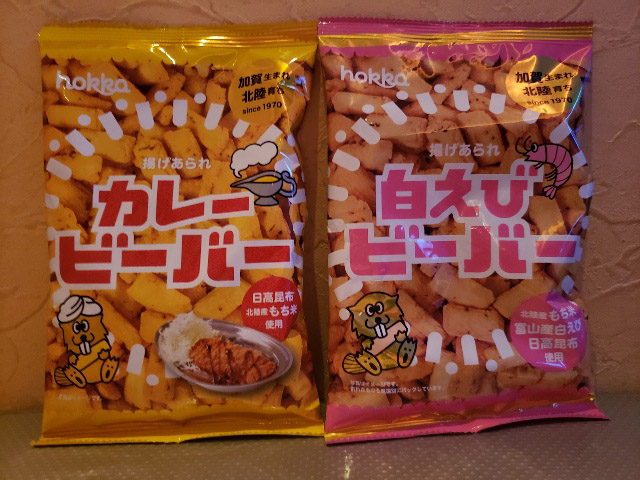 hokka
加賀生まれ
北陸育ち
since 1970
揚げあられ
カレー
ビーバー
日高昆布
北陸産もち米
使用
hokka
加賀生まれ
北陸育ち
since 1970
揚げあられ
白えび
ビーバー
北陸産もち米
富山産白えび
日高昆布
使用